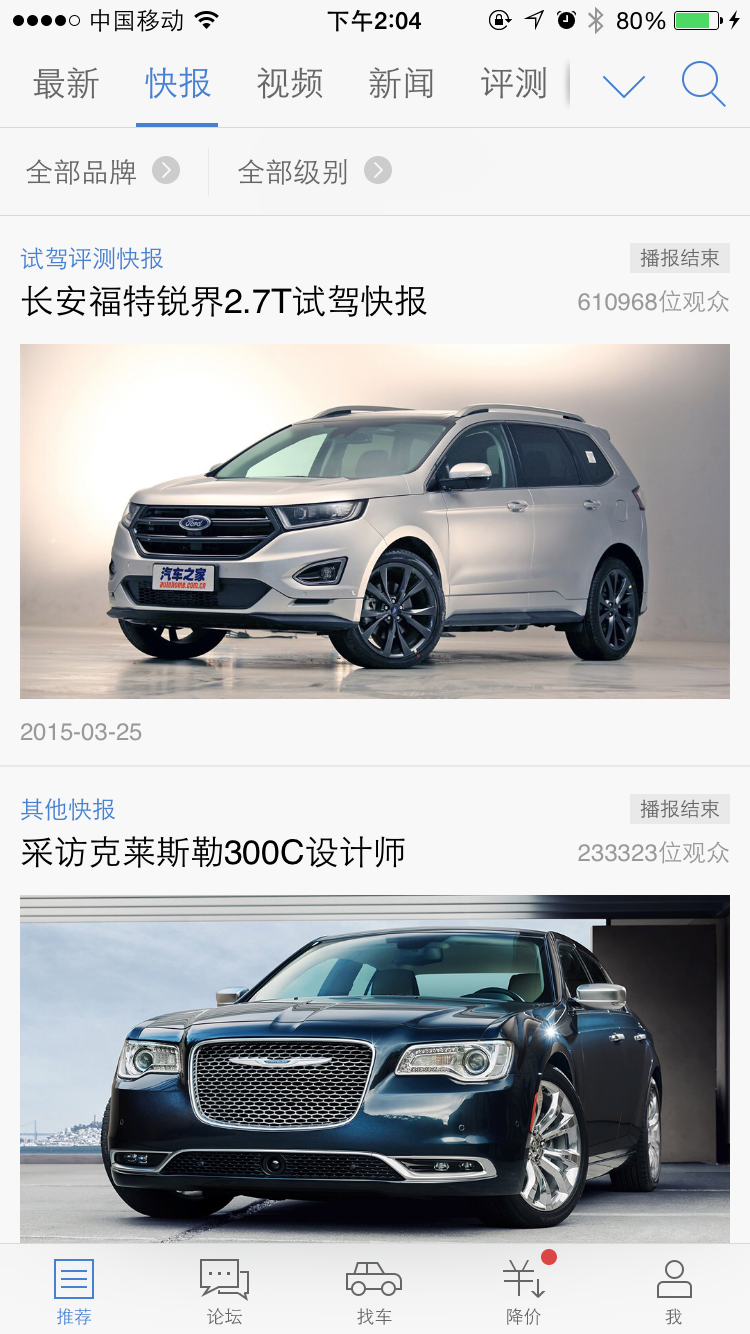 中国移动 下午2:04 80%
最新 快报 视频 新闻 评测
全部品牌 全部级别
试驾评测快报 播报结束
长安福特锐界2.7T试驾快报 610968位观众
Ford
汽车之家
autohome.com.cn
2015-03-25
其他快报 播报结束
采访克莱斯勒300C设计师 233323位观众
推荐 论坛 找车 降价 我